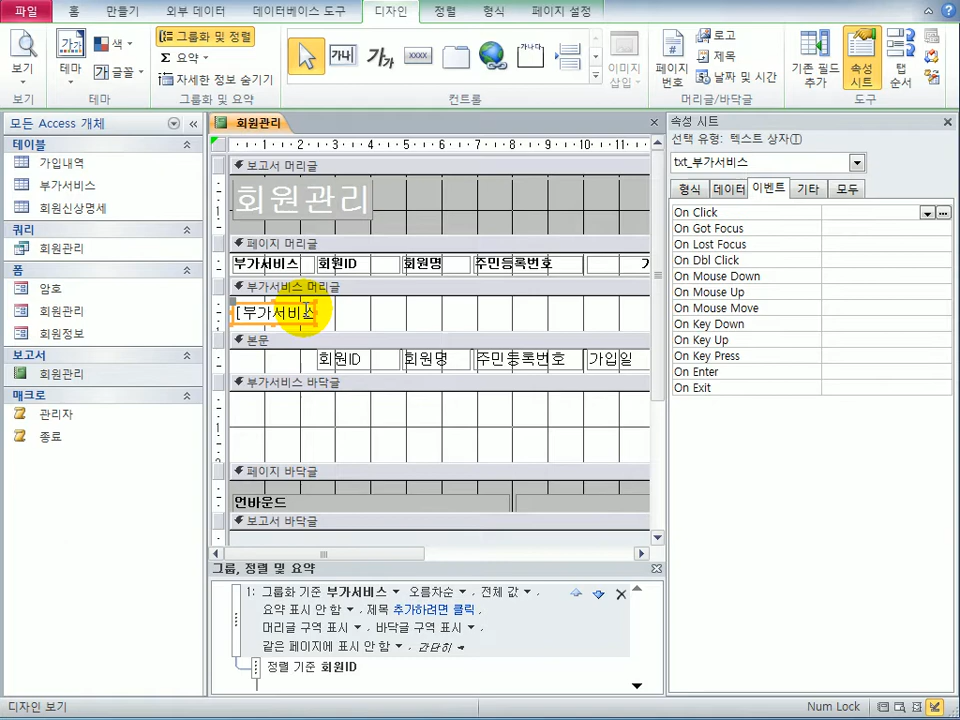 파일 홈 만들기 외부 데이터 데이터베이스 도구 디자인 정렬 형식 페이지 설정
보기
보기
가가
테마
색
가 글꼴
테마
그룹화 및 정렬
Σ 요약
자세한 정보 숨기기
그룹화 및 요약
가나
가가
xxxx
가나다
이미지
삽입
컨트롤
페이지
번호
로고
제목
날짜 및 시간
머리글/바닥글
기존 필드
추가
속성
시트
탭
순서
도구
모든 Access 개체
테이블
가입내역
부가서비스
회원신상명세
쿼리
회원관리
폼
암호
회원관리
회원정보
보고서
회원관리
매크로
관리자
종료
회원관리
1 2 3 4 5 6 7 8 9 10 11
보고서 머리글
회원관리
페이지 머리글
부가서비스 회원ID 회원명 주민등록번호 가
부가서비스 머리글
[부가서비스
본문
회원ID 회원명 주민등록번호 가입일
부가서비스 바닥글
페이지 바닥글
언바운드
보고서 바닥글
그룹, 정렬 및 요약
1: 그룹화 기준 부가서비스 오름차순 , 전체 값 ,
요약 표시 안 함 , 제목 추가하려면 클릭 ,
머리글 구역 표시 , 바닥글 구역 표시 ,
같은 페이지에 표시 안 함 , 간단히
정렬 기준 회원ID
속성 시트
선택 유형: 텍스트 상자(T)
txt_부가서비스
형식 데이터 이벤트 기타 모두
On Click
On Got Focus
On Lost Focus
On Dbl Click
On Mouse Down
On Mouse Up
On Mouse Move
On Key Down
On Key Up
On Key Press
On Enter
On Exit
디자인 보기
Num Lock